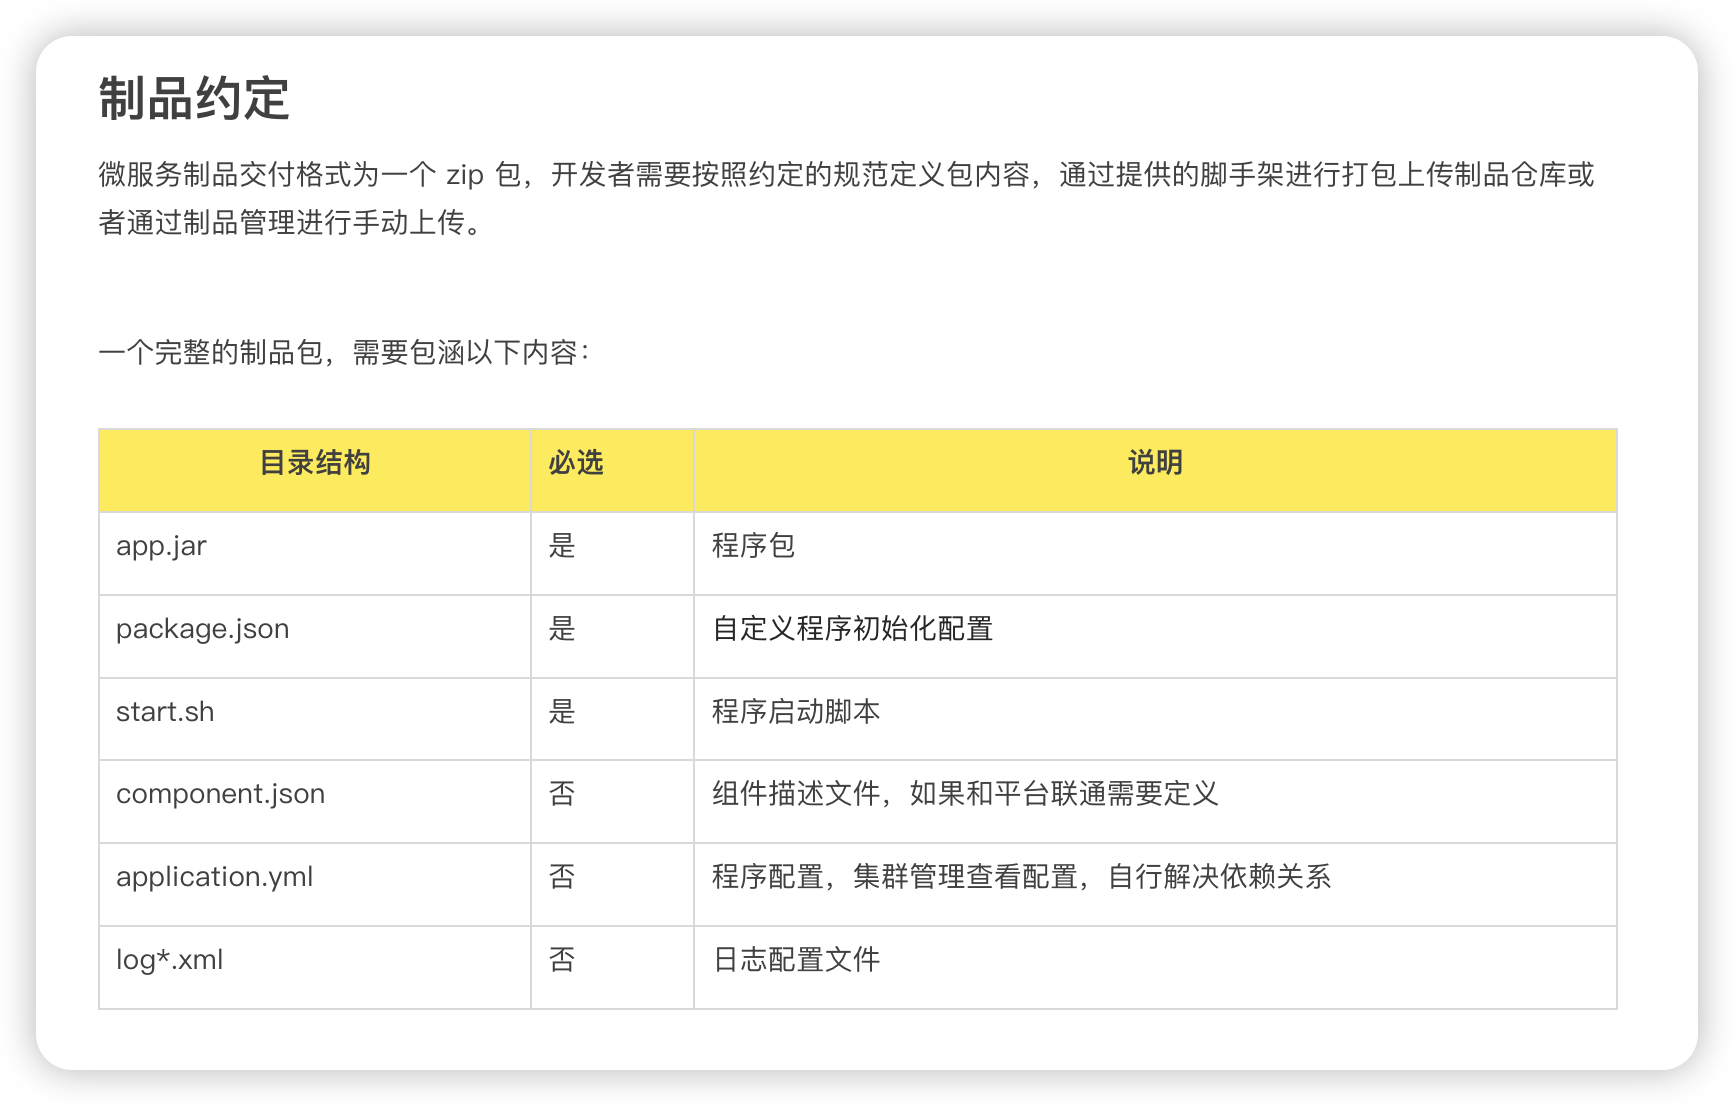 制品约定
微服务制品交付格式为一个 zip 包，开发者需要按照约定的规范定义包内容，通过提供的脚手架进行打包上传制品仓库或
者通过制品管理进行手动上传。
一个完整的制品包，需要包涵以下内容：
目录结构 必选 说明
app.jar 是 程序包
package.json 是 自定义程序初始化配置
start.sh 是 程序启动脚本
component.json 否 组件描述文件，如果和平台联通需要定义
application.yml 否 程序配置，集群管理查看配置，自行解决依赖关系
log*.xml 否 日志配置文件